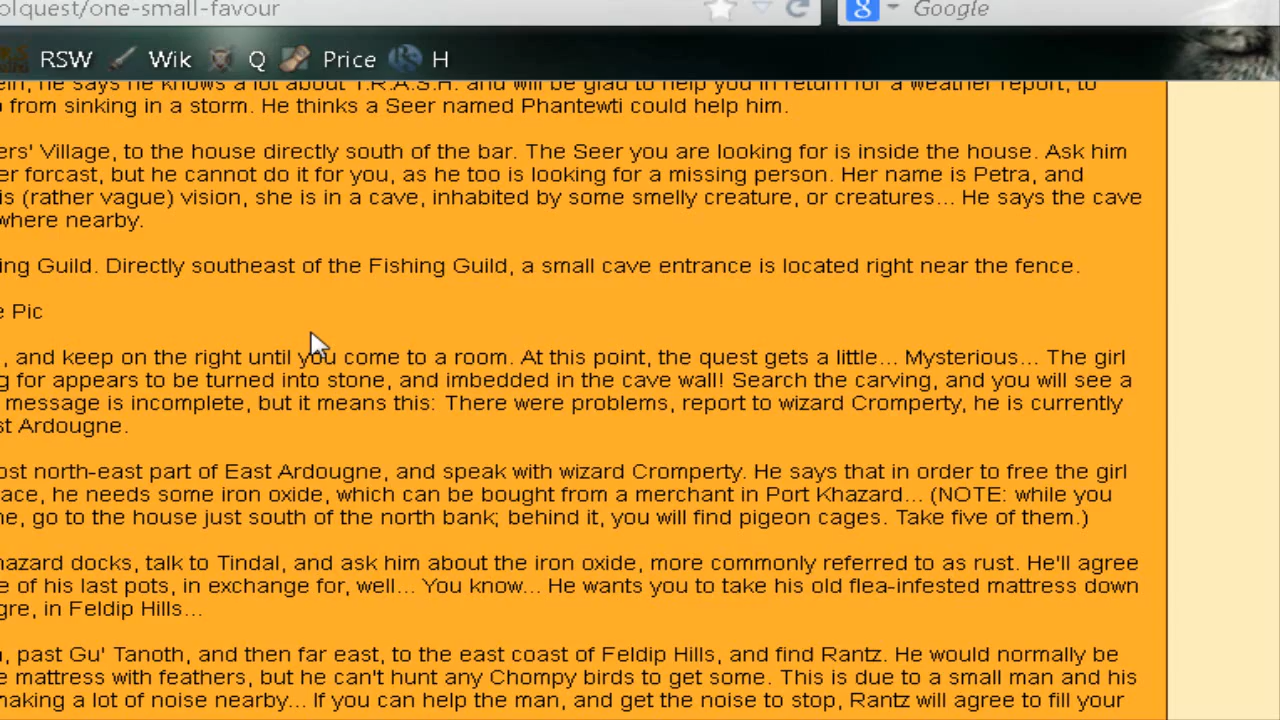 olquest/one-small-favour
Google
RSW Wik Q Price H
he says he knows a lot about T.R.A.S.H. and will be glad to help you in return for a weather report, to
from sinking in a storm. He thinks a Seer named Phantewti could help him.
ers' Village, to the house directly south of the bar. The Seer you are looking for is inside the house. Ask him
er forcast, but he cannot do it for you, as he too is looking for a missing person. Her name is Petra, and
is (rather vague) vision, she is in a cave, inhabited by some smelly creature, or creatures... He says the cave
where nearby.
ing Guild. Directly southeast of the Fishing Guild, a small cave entrance is located right near the fence.
e Pic
, and keep on the right until you come to a room. At this point, the quest gets a little... Mysterious... The girl
g for appears to be turned into stone, and imbedded in the cave wall! Search the carving, and you will see a
message is incomplete, but it means this: There were problems, report to wizard Cromperty, he is currently
st Ardougne.
ost north-east part of East Ardougne, and speak with wizard Cromperty. He says that in order to free the girl
ace, he needs some iron oxide, which can be bought from a merchant in Port Khazard... (NOTE: while you
ne, go to the house just south of the north bank; behind it, you will find pigeon cages. Take five of them.)
hazard docks, talk to Tindal, and ask him about the iron oxide, more commonly referred to as rust. He'll agree
e of his last pots, in exchange for, well... You know... He wants you to take his old flea-infested mattress down
gre, in Feldip Hills...
, past Gu' Tanoth, and then far east, to the east coast of Feldip Hills, and find Rantz. He would normally be
e mattress with feathers, but he can't hunt any Chompy birds to get some. This is due to a small man and his
making a lot of noise nearby... If you can help the man, and get the noise to stop, Rantz will agree to fill your